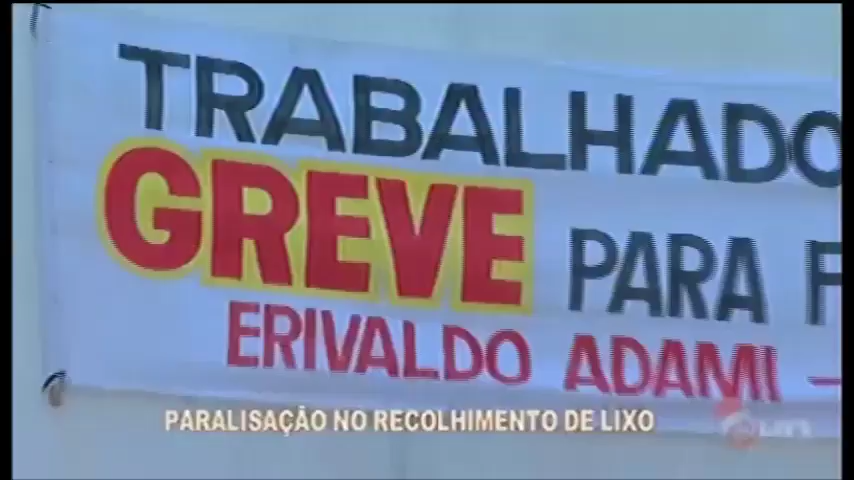 TRABALHADO
GREVE PARA F
ERIVALDO ADAMI –
PARALISAÇÃO NO RECOLHIMENTO DE LIXO